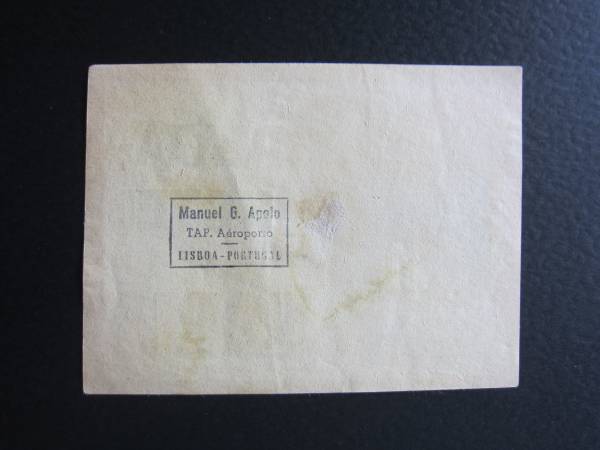 Manuel G. Apolo
TAP. Aéroporto
LISBOA-PORTUGAL